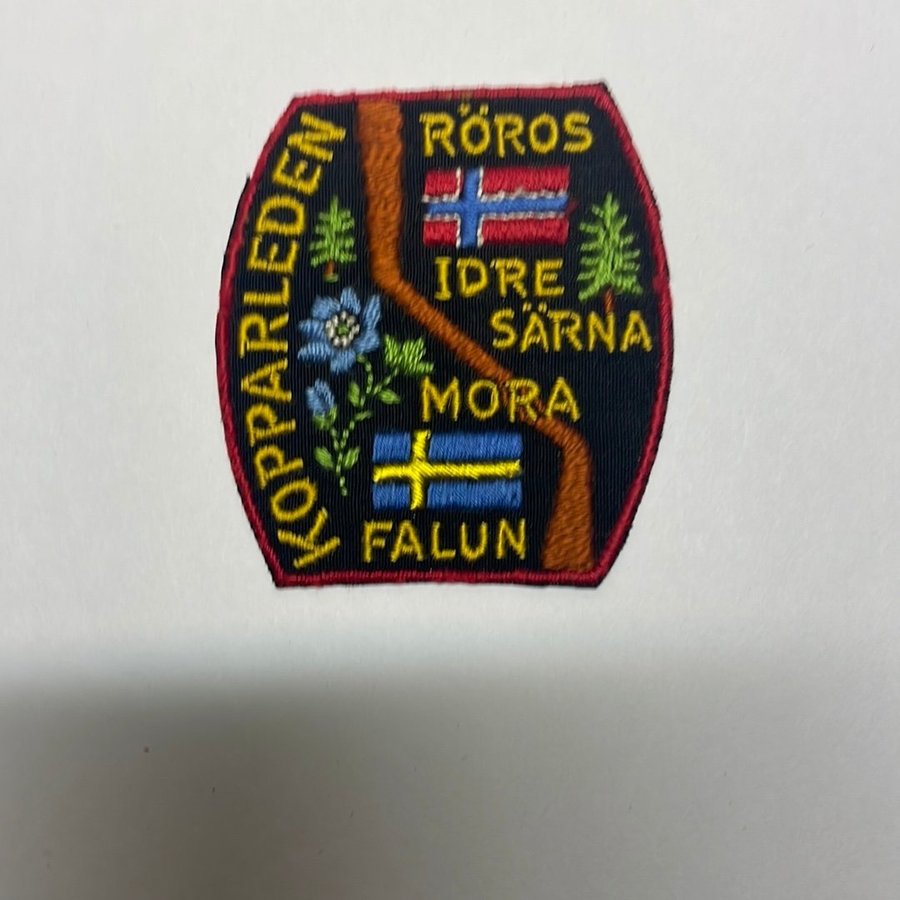 KOPPARLEDEN
RÖROS
IDRE
SÄRNA
MORA
FALUN